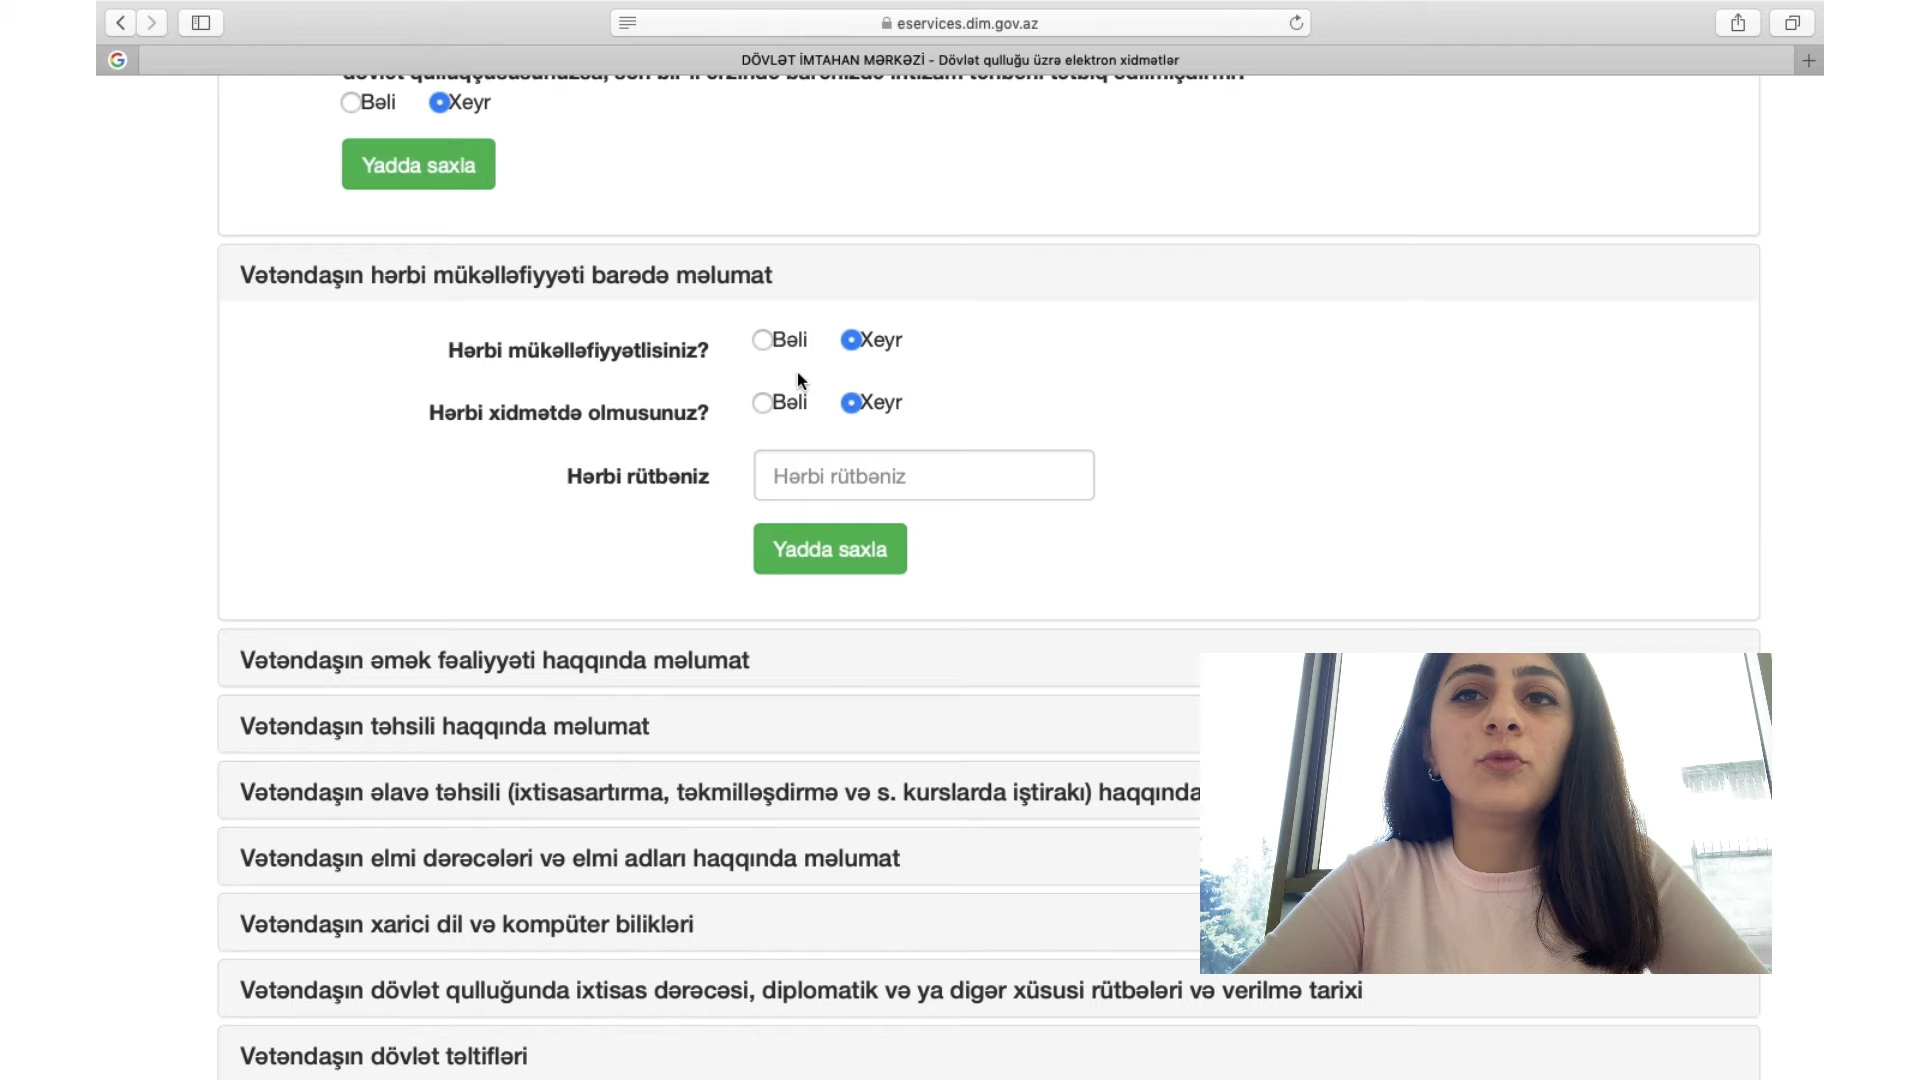 eservices.dim.gov.az
DÖVLƏT İMTAHAN MƏRKƏZİ - Dövlət qulluğu üzrə elektron xidmətlər
Bəli Xeyr
Yadda saxla
Vətəndaşın hərbi mükəlləfiyyəti barədə məlumat
Hərbi mükəlləfiyyətlisiniz? Bəli Xeyr
Hərbi xidmətdə olmusunuz? Bəli Xeyr
Hərbi rütbəniz Hərbi rütbəniz
Yadda saxla
Vətəndaşın əmək fəaliyyəti haqqında məlumat
Vətəndaşın təhsili haqqında məlumat
Vətəndaşın əlavə təhsili (ixtisasartırma, təkmilləşdirmə və s. kurslarda iştirakı) haqqında
Vətəndaşın elmi dərəcələri və elmi adları haqqında məlumat
Vətəndaşın xarici dil və kompüter bilikləri
Vətəndaşın dövlət qulluğunda ixtisas dərəcəsi, diplomatik və ya digər xüsusi rütbələri və verilmə tarixi
Vətəndaşın dövlət təltifləri